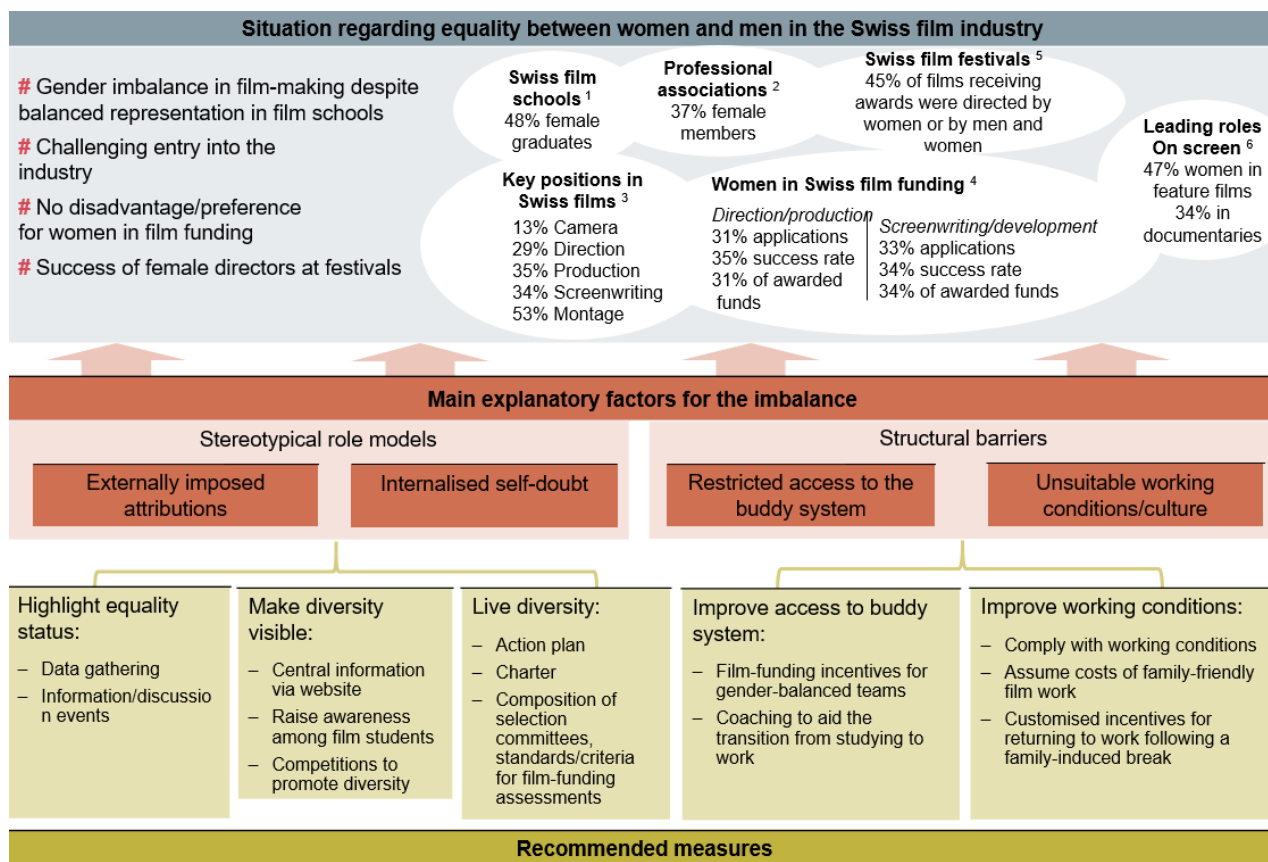 Situation regarding equality between women and men in the Swiss film industry
# Gender imbalance in film-making despite
balanced representation in film schools
# Challenging entry into the
industry
# No disadvantage/preference
for women in film funding
# Success of female directors at festivals
Swiss film
schools 1
48% female
graduates
Professional
associations 2
37% female
members
Swiss film festivals 5
45% of films receiving
awards were directed by
women or by men and
women
Leading roles
On screen 6
47% women in
feature films
34% in
documentaries
Key positions in
Swiss films 3
13% Camera
29% Direction
35% Production
34% Screenwriting
53% Montage
Women in Swiss film funding 4
Direction/production
31% applications
35% success rate
31% of awarded
funds
Screenwriting/development
33% applications
34% success rate
34% of awarded funds
Main explanatory factors for the imbalance
Stereotypical role models
Externally imposed
attributions
Internalised self-doubt
Structural barriers
Restricted access to the
buddy system
Unsuitable working
conditions/culture
Highlight equality
status:
– Data gathering
– Information/discussio
n events
Make diversity
visible:
– Central information
via website
– Raise awareness
among film students
– Competitions to
promote diversity
Live diversity:
– Action plan
– Charter
– Composition of
selection
committees,
standards/criteria
for film-funding
assessments
Improve access to buddy
system:
– Film-funding incentives for
gender-balanced teams
– Coaching to aid the
transition from studying to
work
Improve working conditions:
– Comply with working conditions
– Assume costs of family-friendly
film work
– Customised incentives for
returning to work following a
family-induced break
Recommended measures